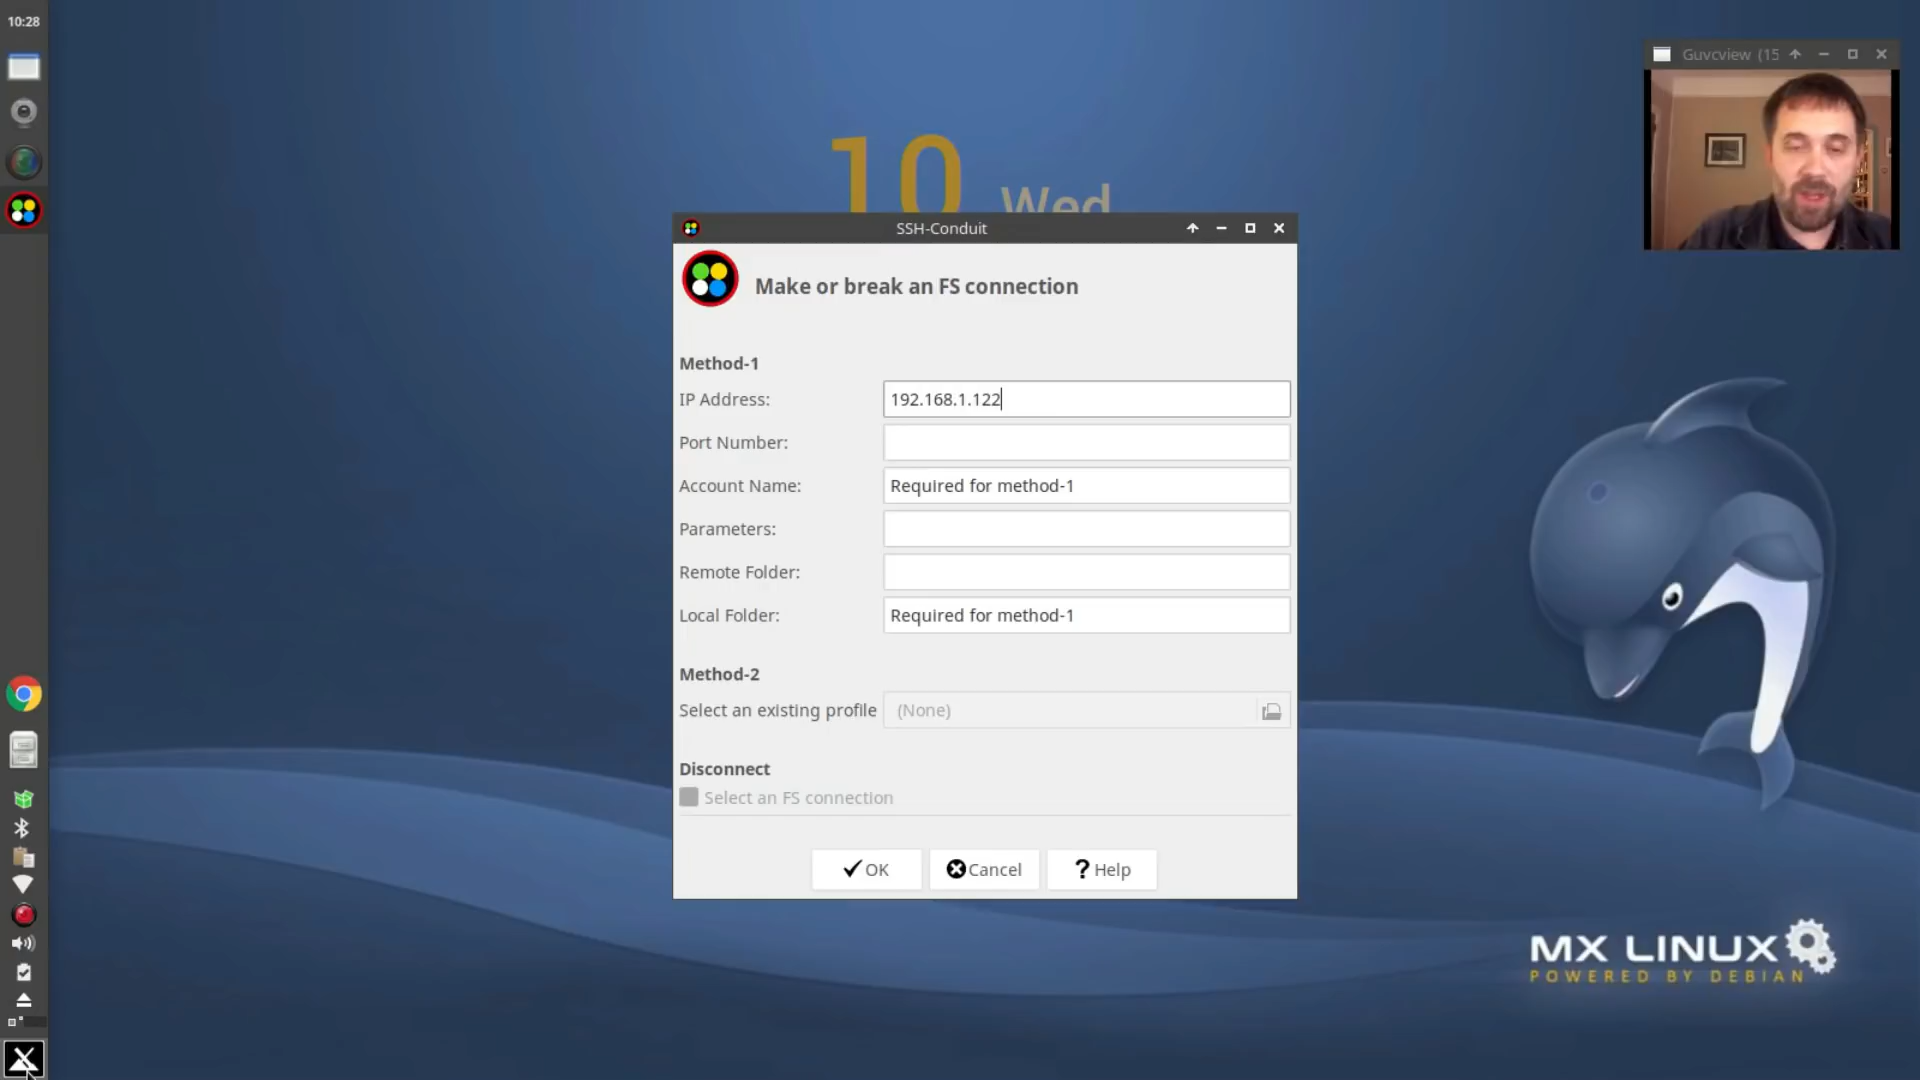 10:28
Guvcview (15
10
Wed
SSH-Conduit
Make or break an FS connection
Method-1
IP Address: 192.168.1.122
Port Number:
Account Name: Required for method-1
Parameters:
Remote Folder:
Local Folder: Required for method-1
Method-2
Select an existing profile (None)
Disconnect
Select an FS connection
OK Cancel ? Help
MX LINUX
POWERED BY DEBIAN